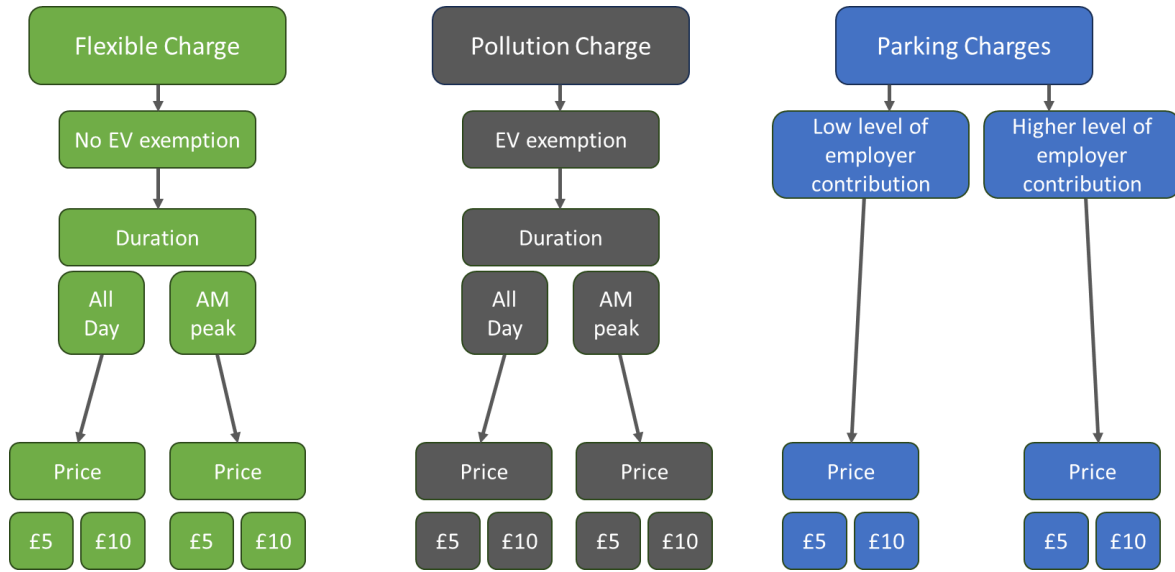 Flexible Charge
No EV exemption
Duration
All
Day
AM
peak
Price
Price
£5
£10
£5
£10
Pollution Charge
EV exemption
Duration
All
Day
AM
peak
Price
Price
£5
£10
£5
£10
Parking Charges
Low level of
employer
contribution
Higher level of
employer
contribution
Price
Price
£5
£10
£5
£10